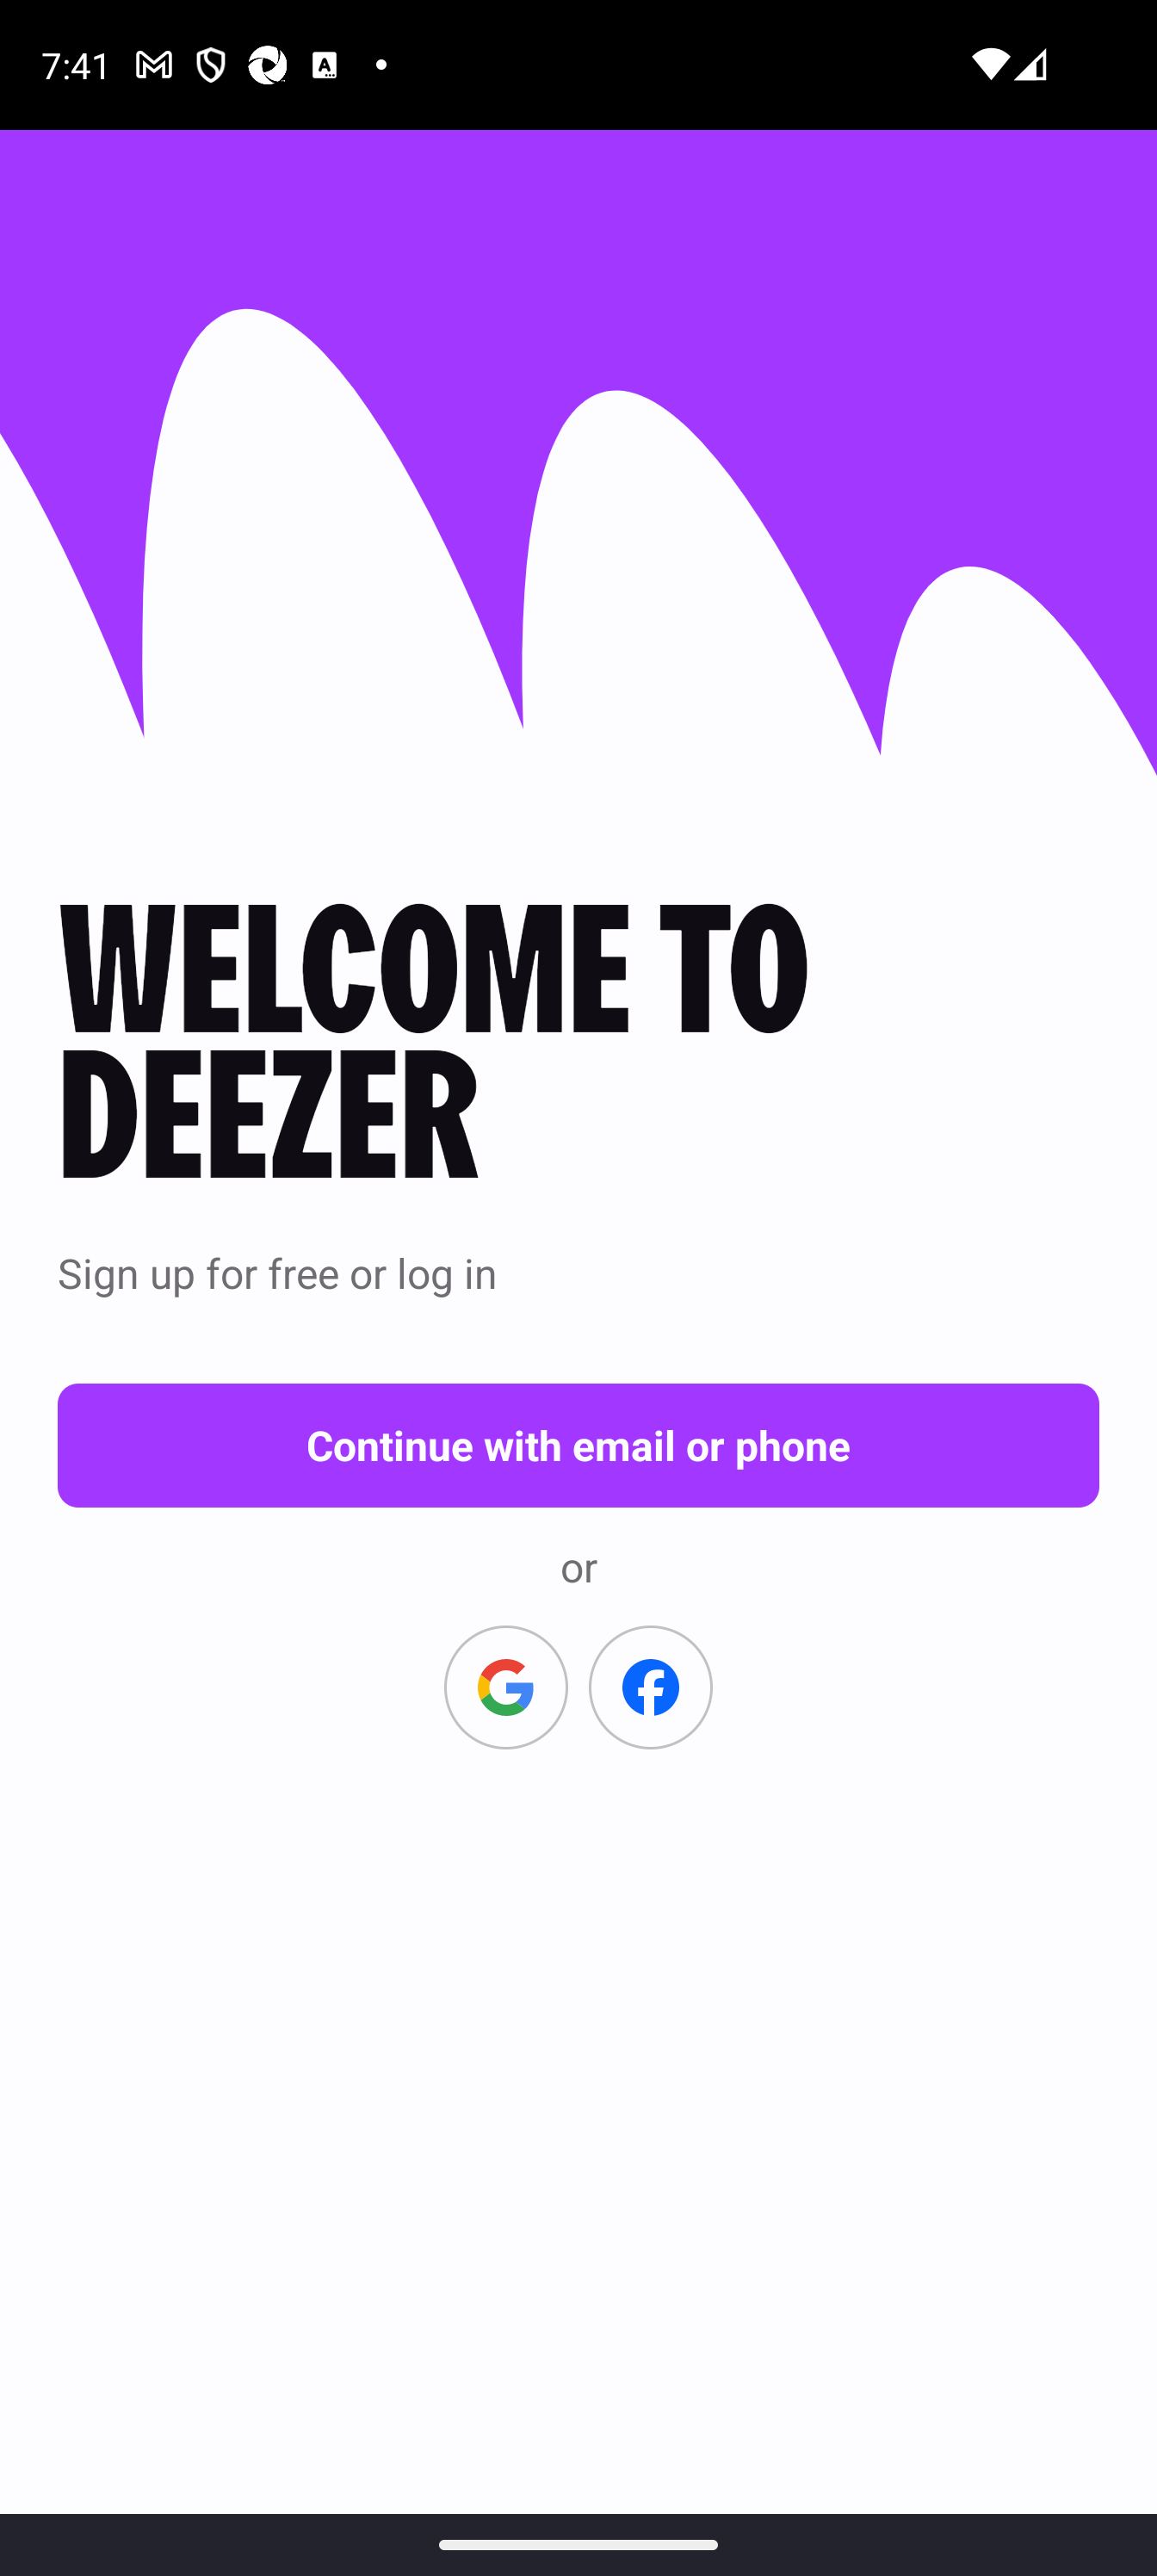 7:41
WELCOME TO
DEEZER
Sign up for free or log in
Continue with email or phone
or